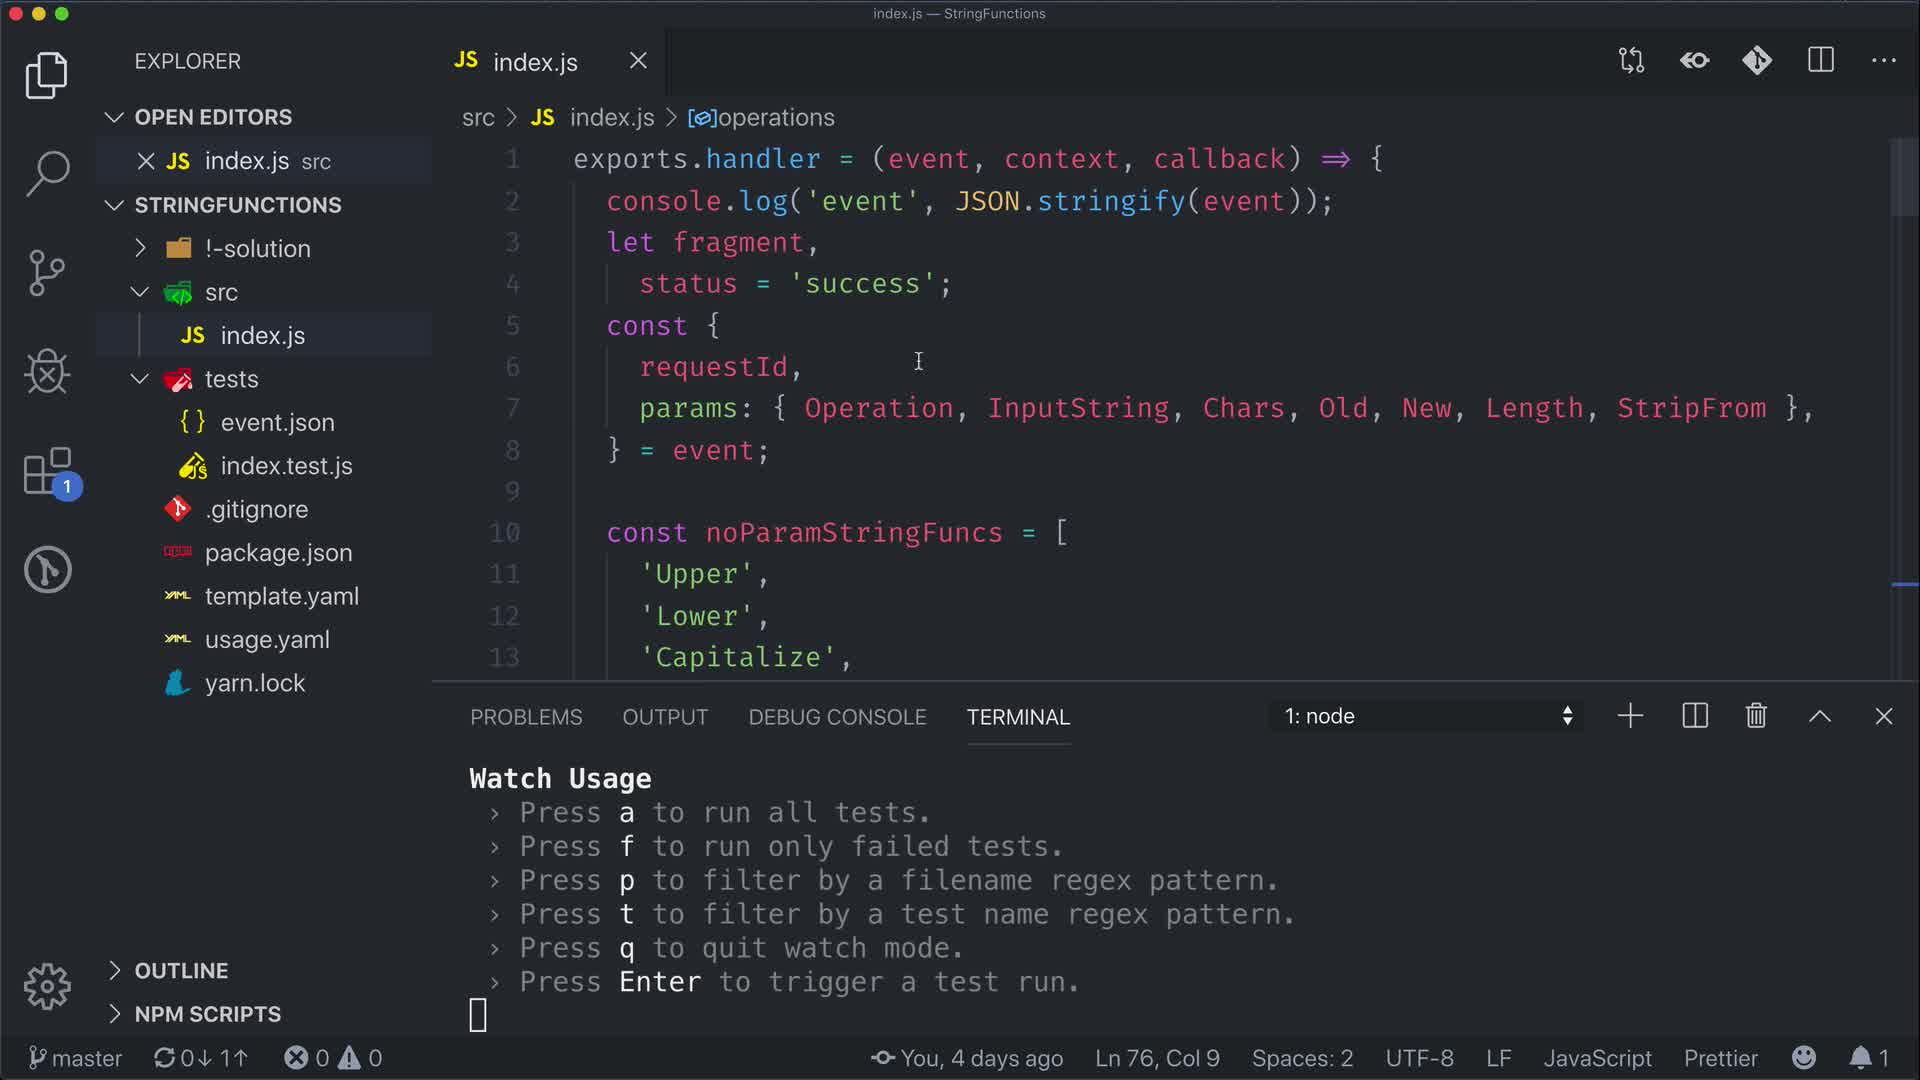 index.js — StringFunctions
EXPLORER
OPEN EDITORS
JS index.js src
STRINGFUNCTIONS
!-solution
src
JS index.js
tests
{} event.json
index.test.js
.gitignore
package.json
YAML template.yaml
YAML usage.yaml
yarn.lock
OUTLINE
NPM SCRIPTS
1
JS index.js
src > JS index.js > operations
1 exports.handler = (event, context, callback) => {
2 console.log('event', JSON.stringify(event));
3 let fragment,
4 status = 'success';
5 const {
6 requestId,
7 params: { Operation, InputString, Chars, Old, New, Length, StripFrom },
8 } = event;
9
10 const noParamStringFuncs = [
11 'Upper',
12 'Lower',
13 'Capitalize',
PROBLEMS OUTPUT DEBUG CONSOLE TERMINAL 1: node
Watch Usage
› Press a to run all tests.
› Press f to run only failed tests.
› Press p to filter by a filename regex pattern.
› Press t to filter by a test name regex pattern.
› Press q to quit watch mode.
› Press Enter to trigger a test run.
master 0↓ 1↑ 0 0 You, 4 days ago Ln 76, Col 9 Spaces: 2 UTF-8 LF JavaScript Prettier 1